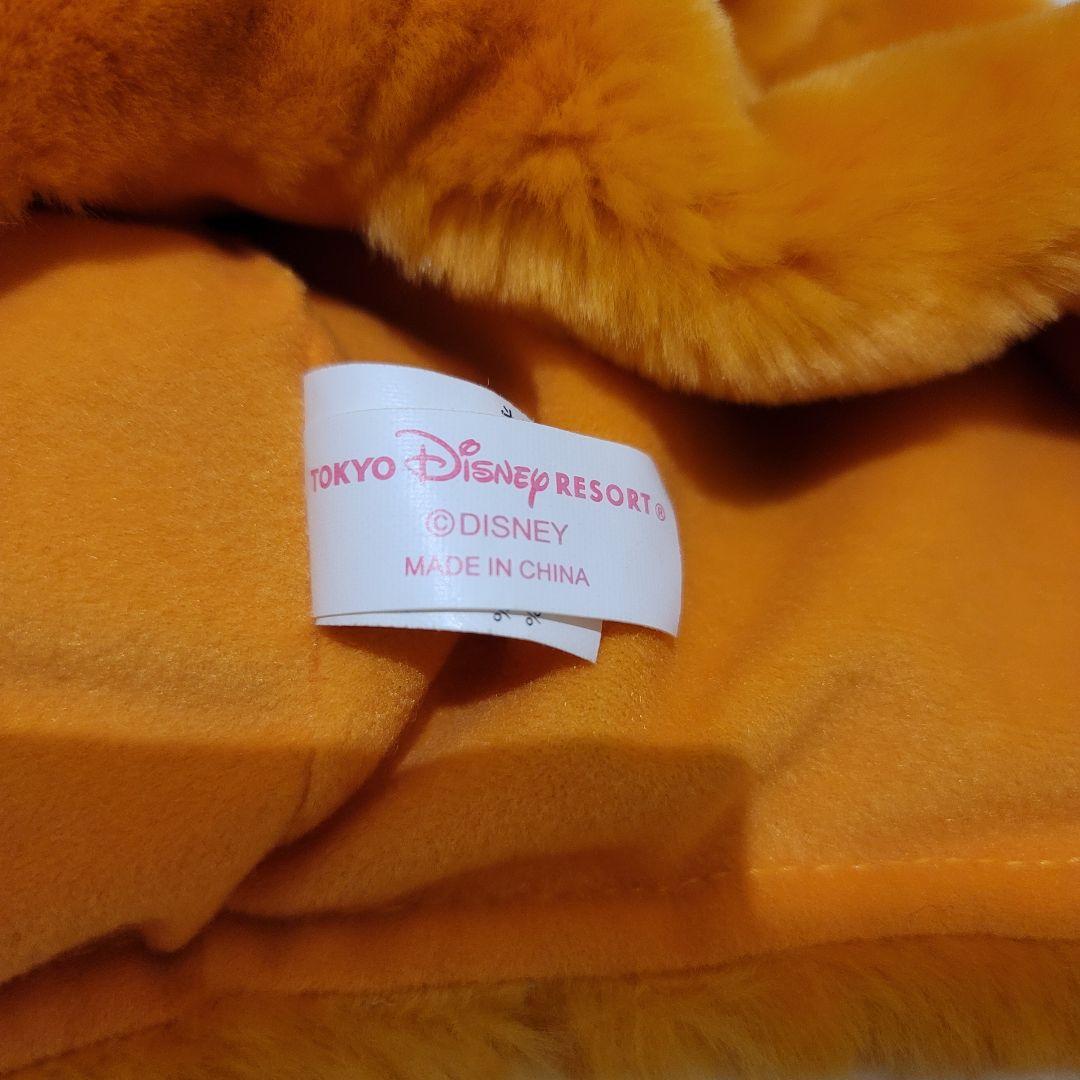 TOKYO Disney RESORT®
©DISNEY
MADE IN CHINA
% %